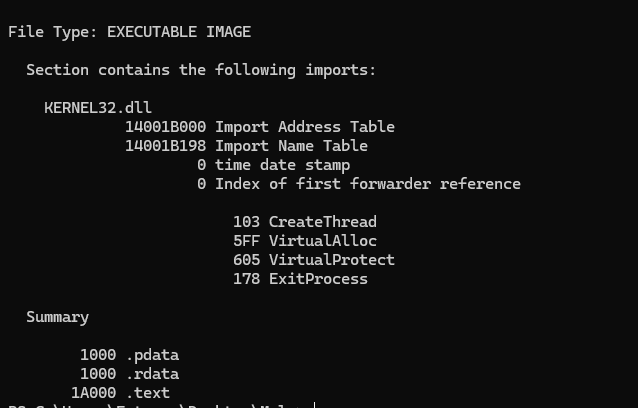 File Type: EXECUTABLE IMAGE
Section contains the following imports:
KERNEL32.dll
14001B000 Import Address Table
14001B198 Import Name Table
0 time date stamp
0 Index of first forwarder reference
103 CreateThread
5FF VirtualAlloc
605 VirtualProtect
178 ExitProcess
Summary
1000 .pdata
1000 .rdata
1A000 .text